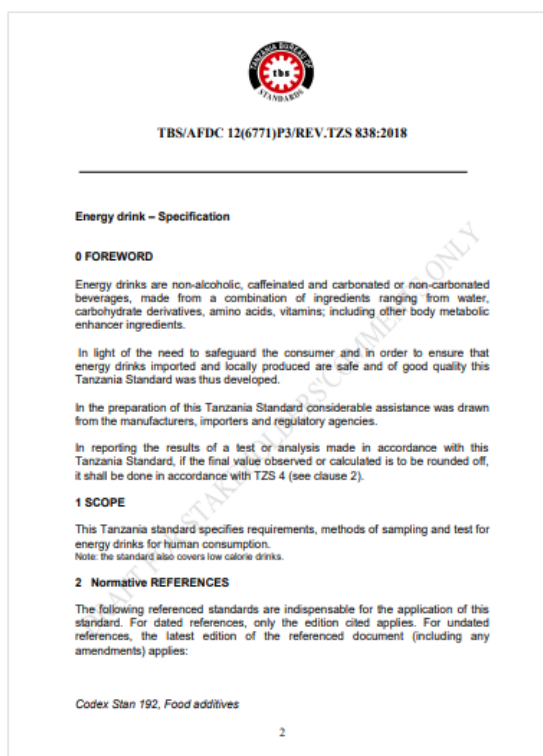 TANZANIA BUREAU OF
tbs
STANDARDS
TBS/AFDC 12(6771)P3/REV.TZS 838:2018
Energy drink – Specification
0 FOREWORD
Energy drinks are non-alcoholic, caffeinated and carbonated or non-carbonated
beverages, made from a combination of ingredients ranging from water,
carbohydrate derivatives, amino acids, vitamins; including other body metabolic
enhancer ingredients.
In light of the need to safeguard the consumer and in order to ensure that
energy drinks imported and locally produced are safe and of good quality this
Tanzania Standard was thus developed.
In the preparation of this Tanzania Standard considerable assistance was drawn
from the manufacturers, importers and regulatory agencies.
In reporting the results of a test or analysis made in accordance with this
Tanzania Standard, if the final value observed or calculated is to be rounded off,
it shall be done in accordance with TZS 4 (see clause 2).
1 SCOPE
This Tanzania standard specifies requirements, methods of sampling and test for
energy drinks for human consumption.
Note: the standard also covers low calorie drinks.
2 Normative REFERENCES
The following referenced standards are indispensable for the application of this
standard. For dated references, only the edition cited applies. For undated
references, the latest edition of the referenced document (including any
amendments) applies:
Codex Stan 192, Food additives
2
DRAFT FOR STAKEHOLDERS'COMMENTS ONLY